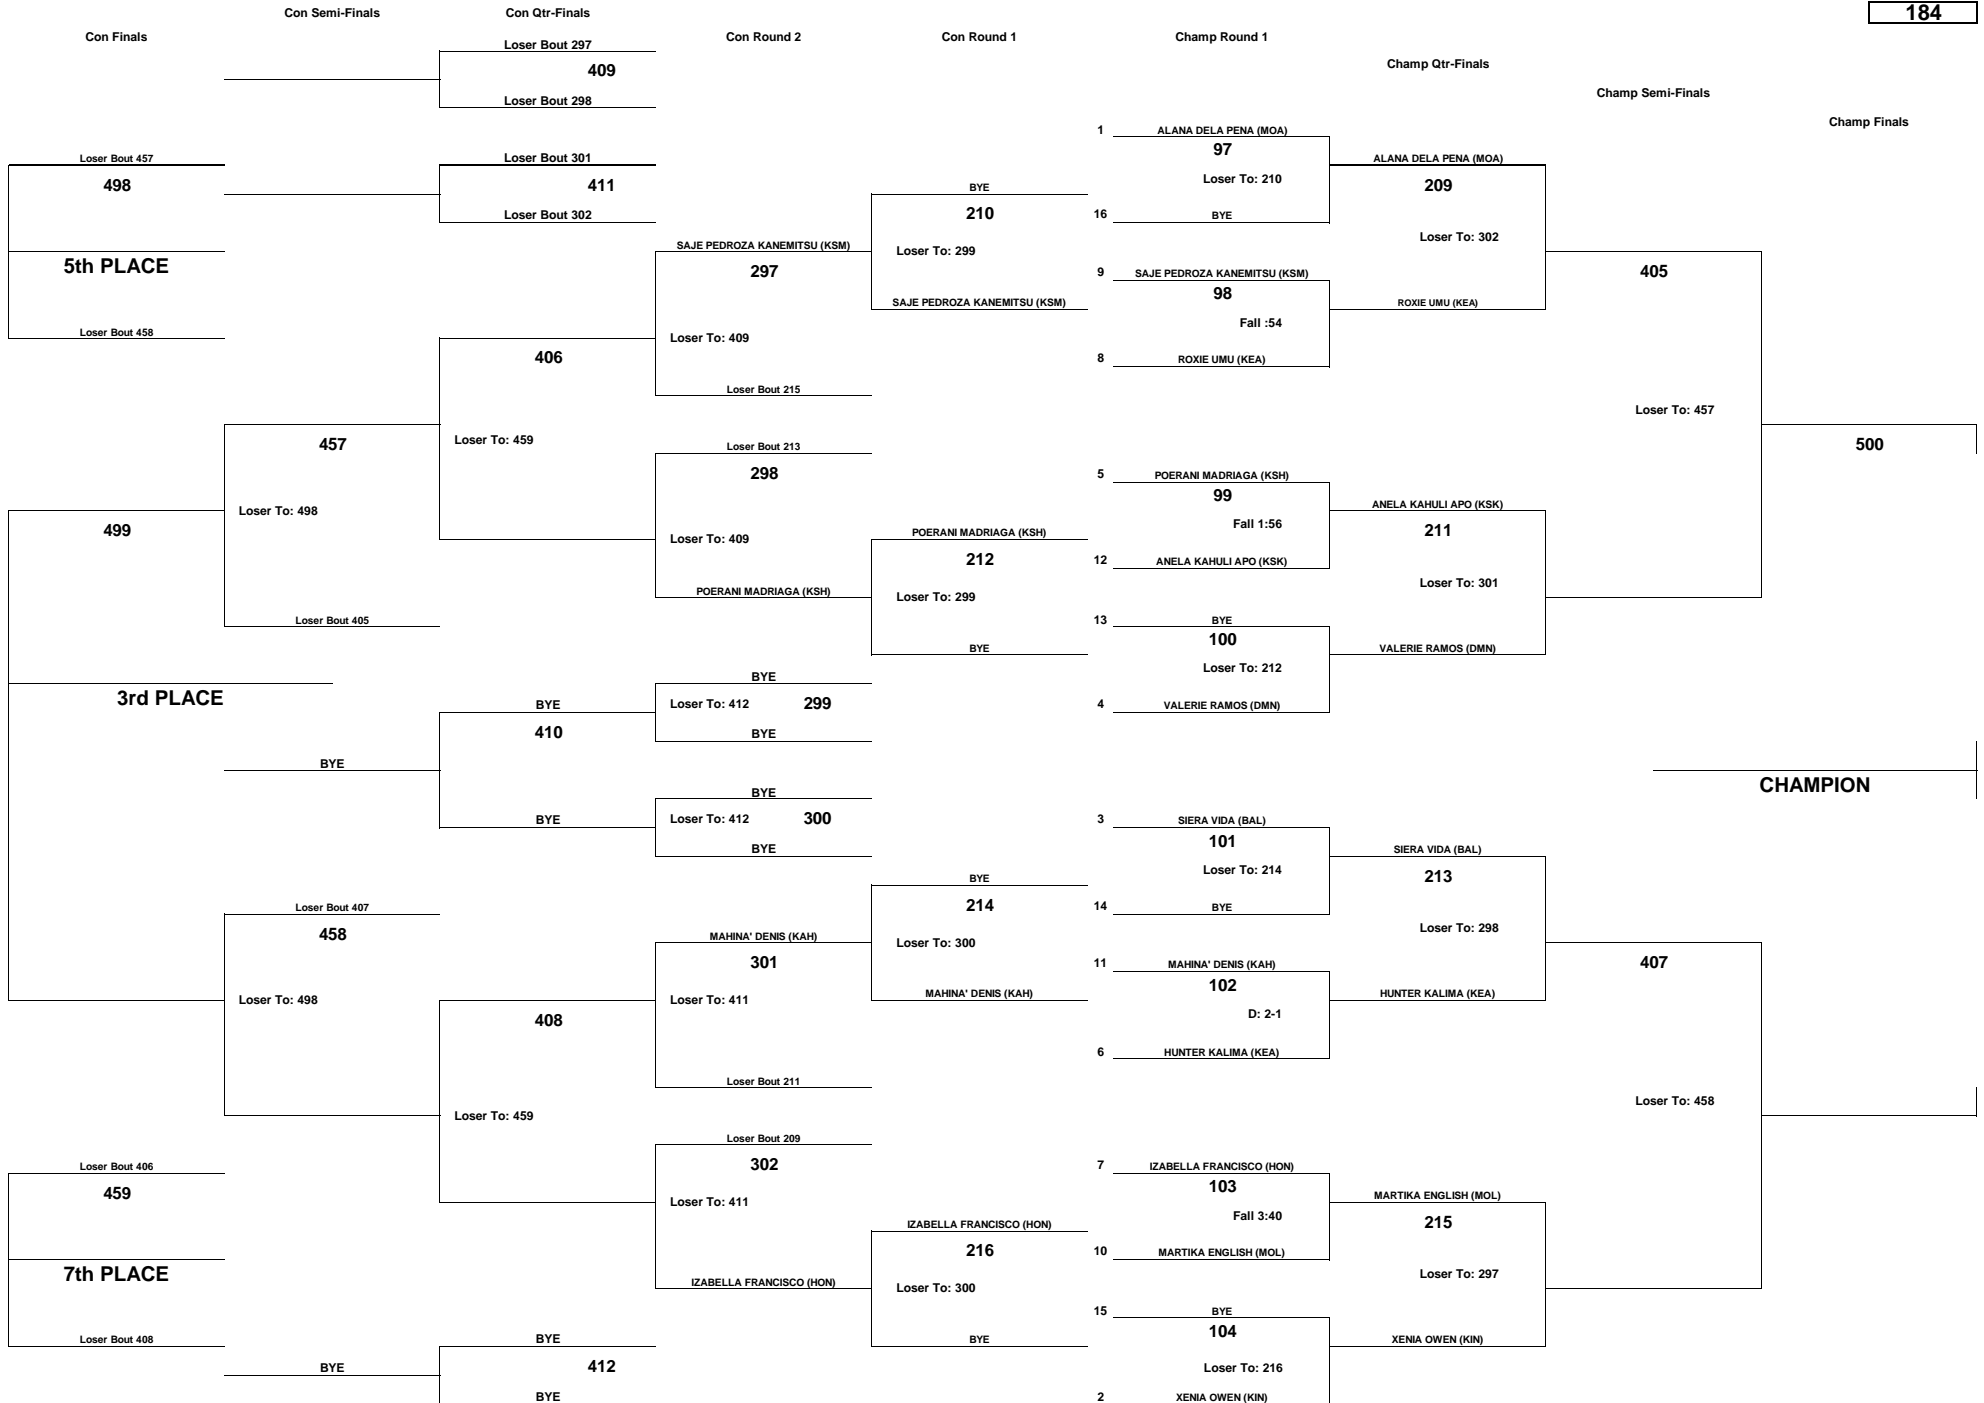 184
Con Semi-Finals
Con Qtr-Finals
Con Finals
Con Round 2
Con Round 1
Champ Round 1
Champ Qtr-Finals
Champ Semi-Finals
Champ Finals
Loser Bout 297
409
Loser Bout 298
Loser Bout 457
498
5th PLACE
Loser Bout 458
Loser Bout 301
411
Loser Bout 302
SAJE PEDROZA KANEMITSU (KSM)
297
Loser To: 409
Loser Bout 215
BYE
210
Loser To: 299
SAJE PEDROZA KANEMITSU (KSM)
1 ALANA DELA PENA (MOA)
97
Loser To: 210
16 BYE
ALANA DELA PENA (MOA)
209
Loser To: 302
9 SAJE PEDROZA KANEMITSU (KSM)
98
Fall :54
8 ROXIE UMU (KEA)
ROXIE UMU (KEA)
405
Loser To: 457
406
Loser To: 459
457
Loser To: 498
Loser Bout 405
499
3rd PLACE
Loser Bout 213
298
Loser To: 409
POERANI MADRIAGA (KSH)
POERANI MADRIAGA (KSH)
212
Loser To: 299
BYE
5 POERANI MADRIAGA (KSH)
99
Fall 1:56
12 ANELA KAHULI APO (KSK)
ANELA KAHULI APO (KSK)
211
Loser To: 301
13 BYE
100
Loser To: 212
4 VALERIE RAMOS (DMN)
VALERIE RAMOS (DMN)
500
BYE
Loser To: 412 299
BYE
BYE
410
BYE
BYE
BYE
Loser To: 412 300
BYE
CHAMPION
3 SIERA VIDA (BAL)
101
Loser To: 214
14 BYE
SIERA VIDA (BAL)
213
Loser To: 298
BYE
214
Loser To: 300
MAHINA' DENIS (KAH)
11 MAHINA' DENIS (KAH)
102
D: 2-1
6 HUNTER KALIMA (KEA)
HUNTER KALIMA (KEA)
407
Loser To: 458
Loser Bout 407
458
Loser To: 498
MAHINA' DENIS (KAH)
301
Loser To: 411
Loser Bout 211
408
Loser To: 459
Loser Bout 209
302
Loser To: 411
IZABELLA FRANCISCO (HON)
IZABELLA FRANCISCO (HON)
216
Loser To: 300
BYE
7 IZABELLA FRANCISCO (HON)
103
Fall 3:40
10 MARTIKA ENGLISH (MOL)
MARTIKA ENGLISH (MOL)
215
Loser To: 297
15 BYE
104
Loser To: 216
2 XENIA OWEN (KIN)
XENIA OWEN (KIN)
Loser Bout 406
459
7th PLACE
Loser Bout 408
BYE
412
BYE
BYE